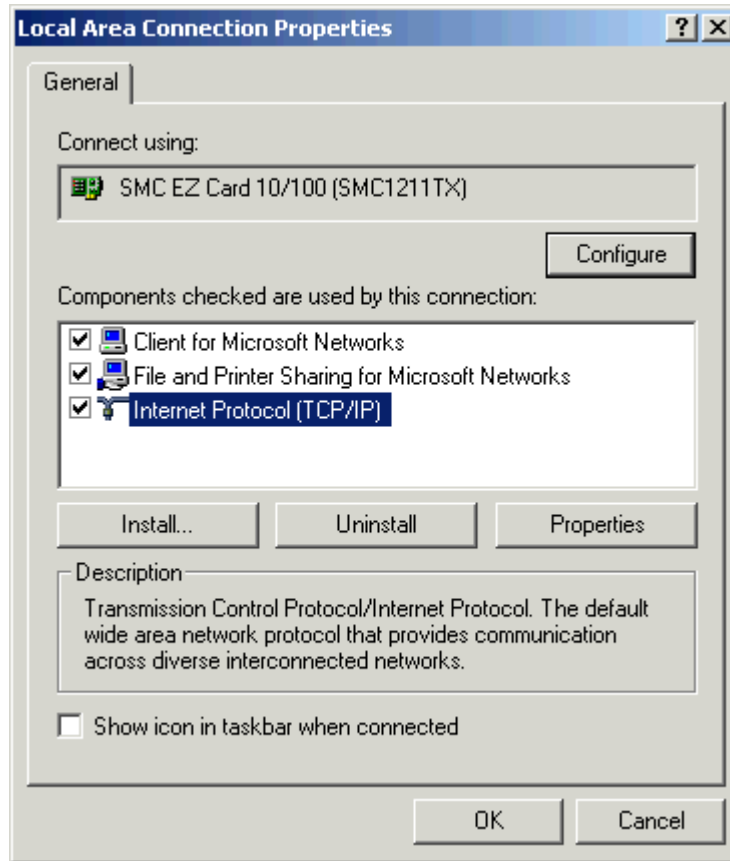 Local Area Connection Properties
General
Connect using:
SMC EZ Card 10/100 (SMC1211TX)
Configure
Components checked are used by this connection:
Client for Microsoft Networks
File and Printer Sharing for Microsoft Networks
Internet Protocol (TCP/IP)
Install... Uninstall Properties
Description
Transmission Control Protocol/Internet Protocol. The default
wide area network protocol that provides communication
across diverse interconnected networks.
Show icon in taskbar when connected
OK Cancel